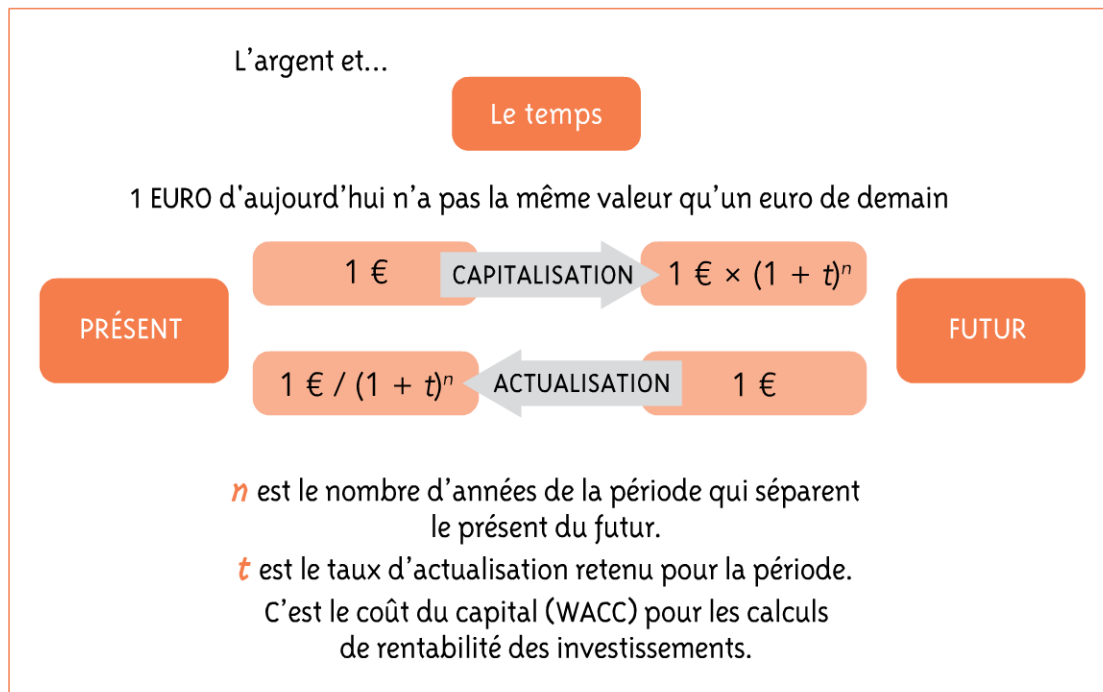 L’argent et…
Le temps
1 EURO d'aujourd’hui n’a pas la même valeur qu’un euro de demain
PRÉSENT
1 €
CAPITALISATION
1 € × (1 + t)ⁿ
1 € / (1 + t)ⁿ
ACTUALISATION
1 €
FUTUR
n est le nombre d’années de la période qui séparent
le présent du futur.
t est le taux d’actualisation retenu pour la période.
C’est le coût du capital (WACC) pour les calculs
de rentabilité des investissements.